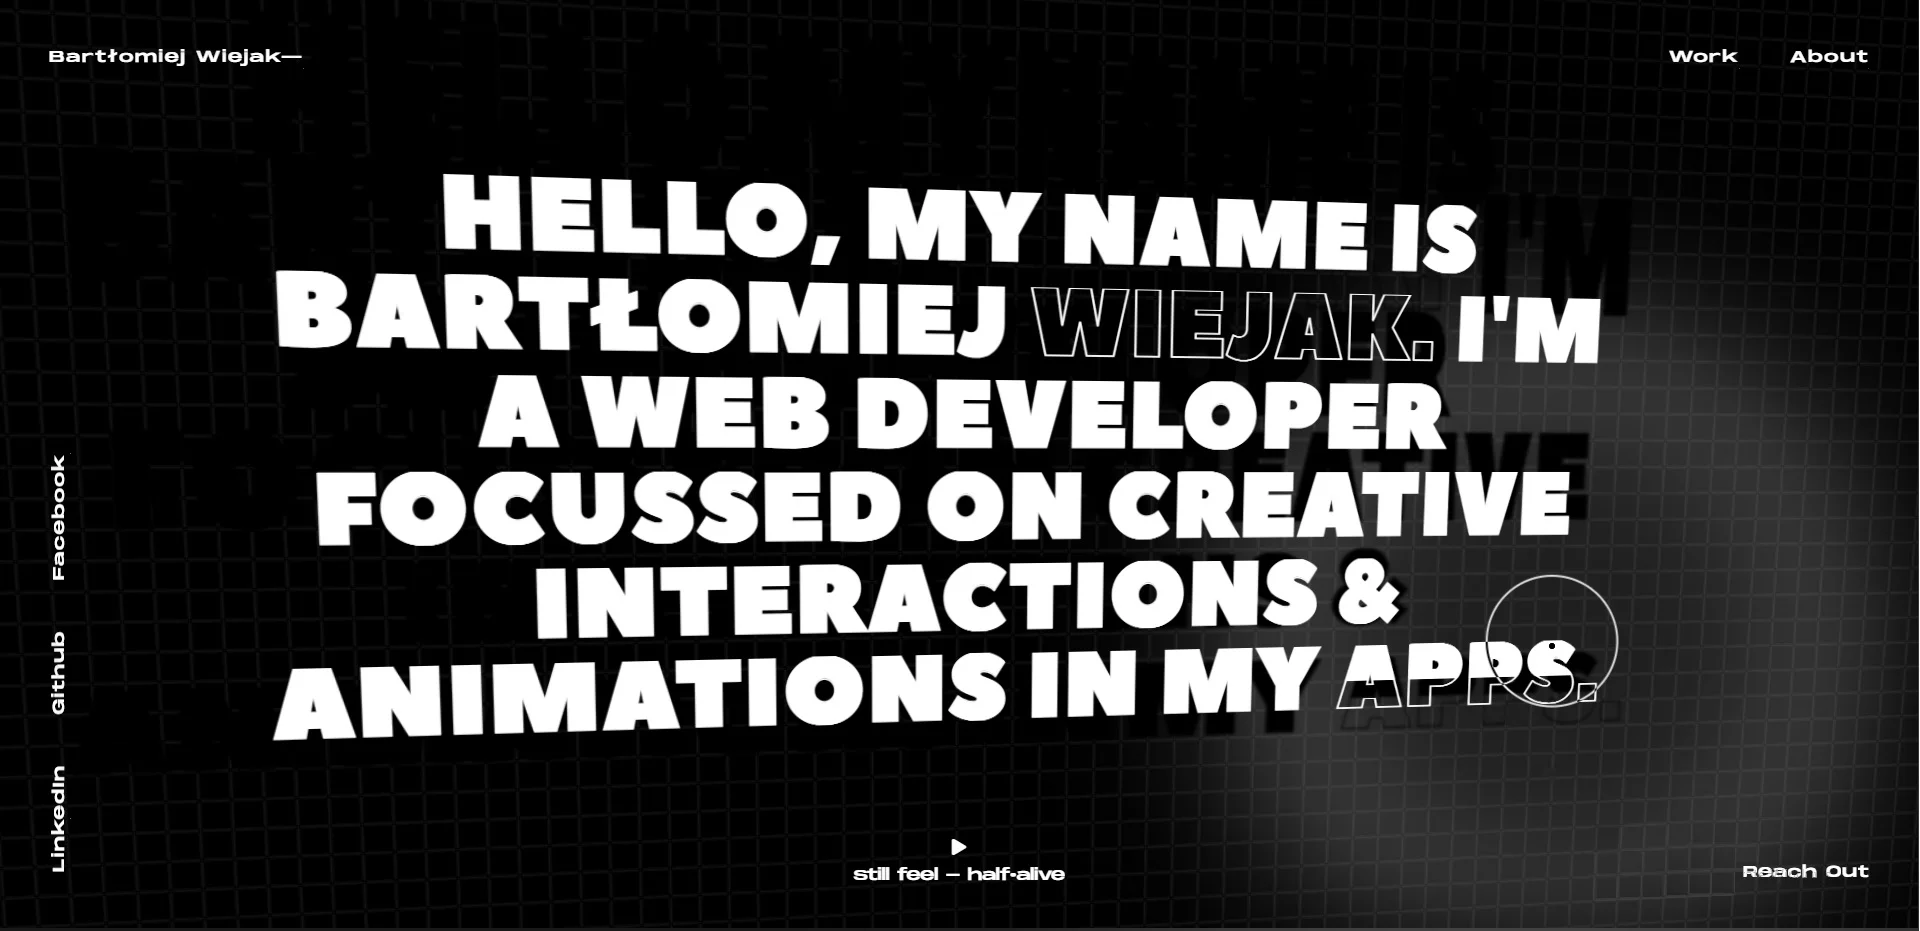 Bartłomiej Wiejak—
Work
About
HELLO, MY NAME IS
BARTŁOMIEJ WIEJAK. I'M
A WEB DEVELOPER
FOCUSSED ON CREATIVE
INTERACTIONS &
ANIMATIONS IN MY APPS.
Facebook
Github
LinkedIn
still feel – half•alive
Reach Out